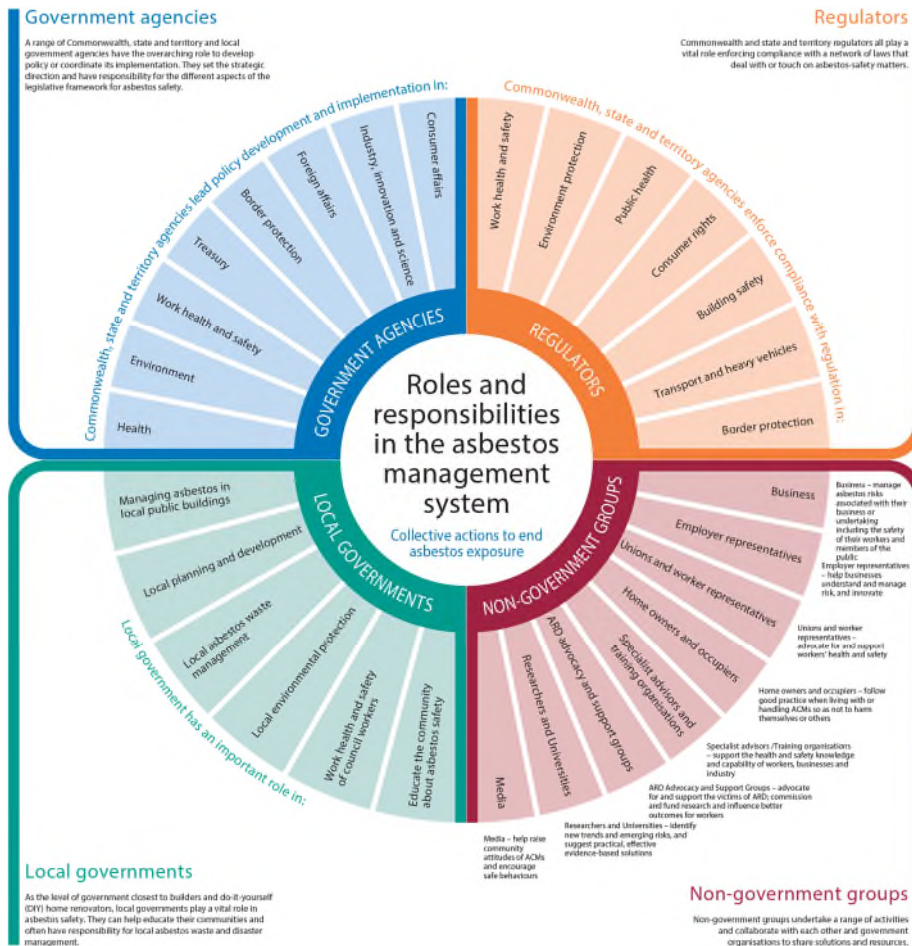 Government agencies
A range of Commonwealth, state and territory and local
government agencies have the overarching role to develop
policy or coordinate its implementation. They set the strategic
direction and have responsibility for the different aspects of the
legislative framework for asbestos safety.
Regulators
Commonwealth and state and territory regulators all play a
vital role enforcing compliance with a network of laws that
deal with or touch on asbestos-safety matters.
Commonwealth, state and territory agencies lead policy development and implementation in:
Health
Environment
Work health and safety
Treasury
Border protection
Foreign affairs
Industry, innovation and science
Consumer affairs
GOVERNMENT AGENCIES
Commonwealth, state and territory agencies enforce compliance with regulation in:
Work health and safety
Environment protection
Public health
Consumer rights
Building safety
Transport and heavy vehicles
Border protection
REGULATORS
Roles and
responsibilities
in the asbestos
management
system
Collective actions to end
asbestos exposure
LOCAL GOVERNMENTS
Managing asbestos in
local public buildings
Local planning and development
Local asbestos waste
management
Local environmental protection
Work health and safety
of council workers
Educate the community
about asbestos safety
Local government has an important role in:
NON-GOVERNMENT GROUPS
Business
Employer representatives
Unions and worker representatives
Home owners and occupiers
Specialist advisors and
training organisations
ARD advocacy and support groups
Researchers and Universities
Media
Business – manage
asbestos risks
associated with their
business or
undertaking
including the safety
of their workers and
members of the
public
Employer representatives
– help businesses
understand and manage
risk, and innovate
Unions and worker
representatives –
advocate for and support
workers' health and safety
Home owners and occupiers – follow
good practice when living with or
handling ACMs so as not to harm
themselves or others
Specialist advisors /Training organisations
– support the health and safety knowledge
and capability of workers, businesses and
industry
ARD Advocacy and Support Groups – advocate
for and support the victims of ARD; commission
and fund research and influence better
outcomes for workers
Researchers and Universities – identify
new trends and emerging risks, and
suggest practical, effective
evidence-based solutions
Media – help raise
community
attitudes of ACMs
and encourage
safe behaviours
Local governments
As the level of government closest to builders and do-it-yourself
(DIY) home renovators, local governments play a vital role in
asbestos safety. They can help educate their communities and
often have responsibility for local asbestos waste and disaster
management.
Non-government groups
Non-government groups undertake a range of activities
and collaborate with each other and government
organisations to share solutions and resources.